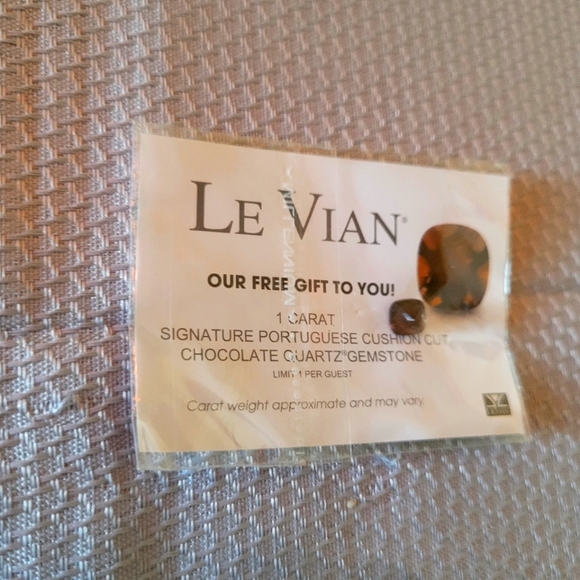 LE VIAN®
OUR FREE GIFT TO YOU!
1 CARAT
SIGNATURE PORTUGUESE CUSHION CUT
CHOCOLATE QUARTZ® GEMSTONE
LIMIT 1 PER GUEST
Carat weight approximate and may vary.